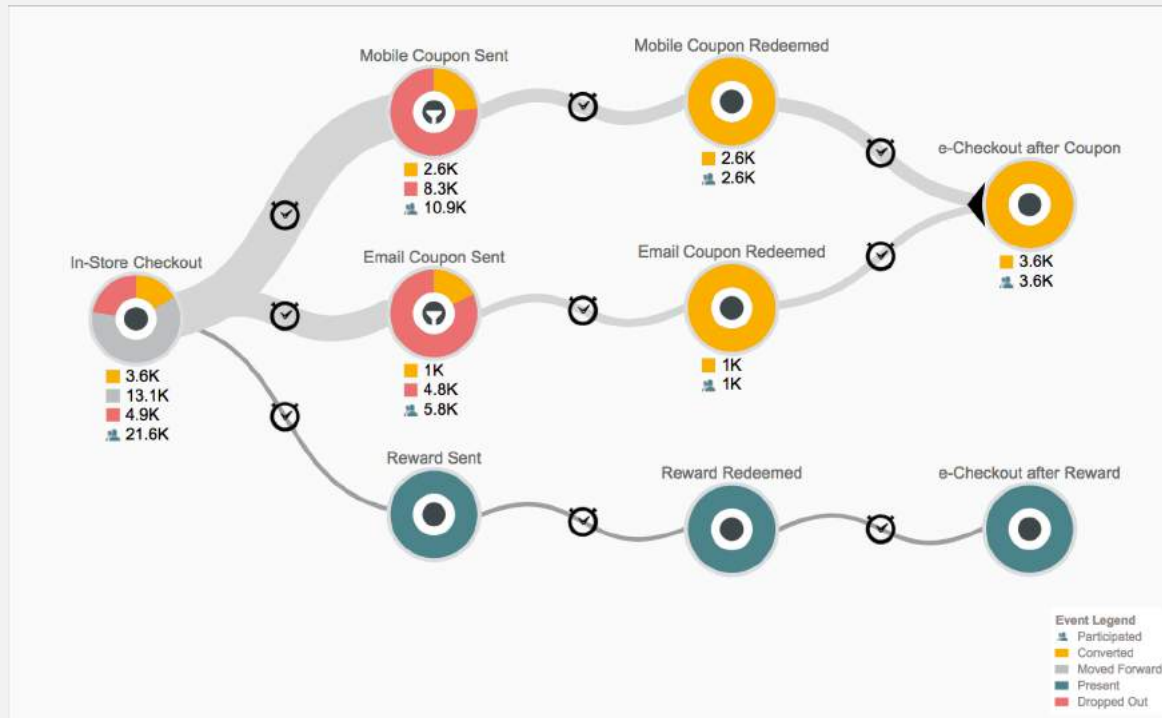 Mobile Coupon Sent
2.6K
8.3K
10.9K
Mobile Coupon Redeemed
2.6K
2.6K
e-Checkout after Coupon
3.6K
3.6K
In-Store Checkout
3.6K
13.1K
4.9K
21.6K
Email Coupon Sent
1K
4.8K
5.8K
Email Coupon Redeemed
1K
1K
Reward Sent
Reward Redeemed
e-Checkout after Reward
Event Legend
Participated
Converted
Moved Forward
Present
Dropped Out